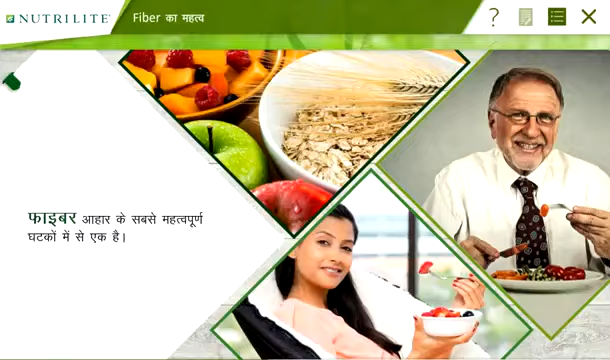 NUTRILITE
Fiber का महत्व
?
फाइबर आहार के सबसे महत्वपूर्ण
घटकों में से एक है।